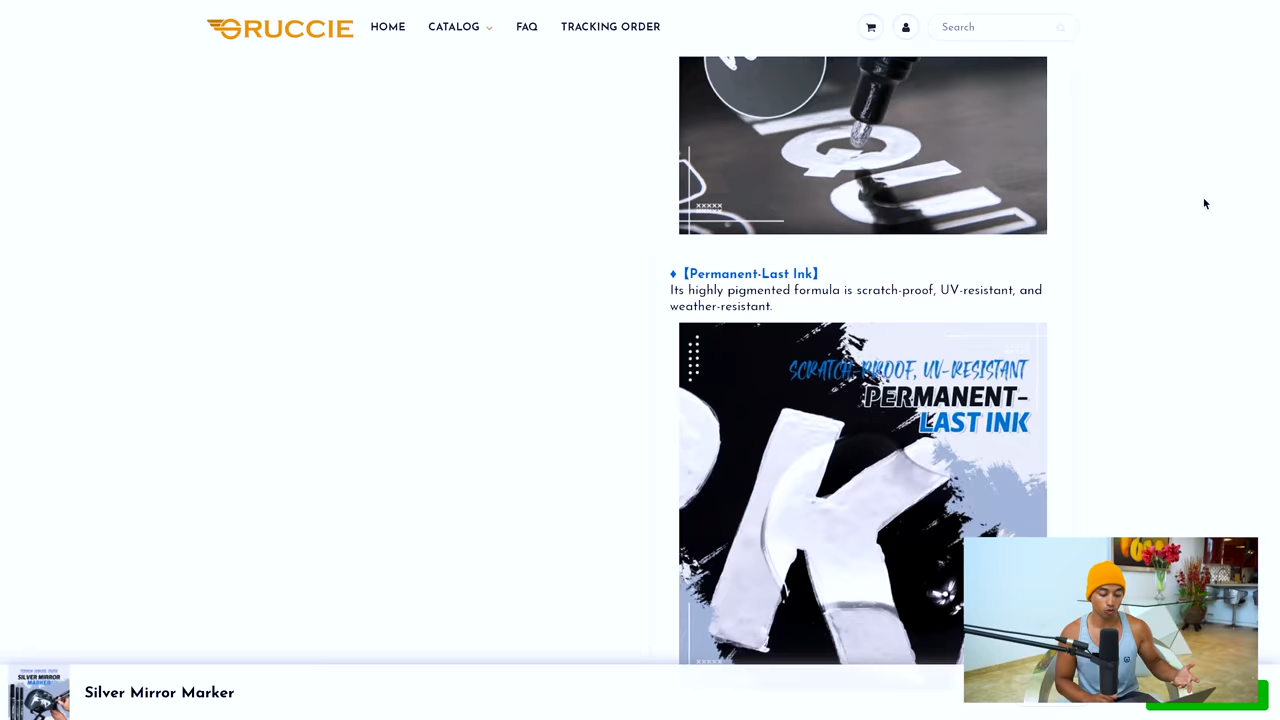 GRUCCIE HOME CATALOG FAQ TRACKING ORDER Search
♦【Permanent-Last Ink】
Its highly pigmented formula is scratch-proof, UV-resistant, and
weather-resistant.
SCRATCH-PROOF, UV-RESISTANT
PERMANENT-
LAST INK
SILVER MIRROR
MARKER
Silver Mirror Marker